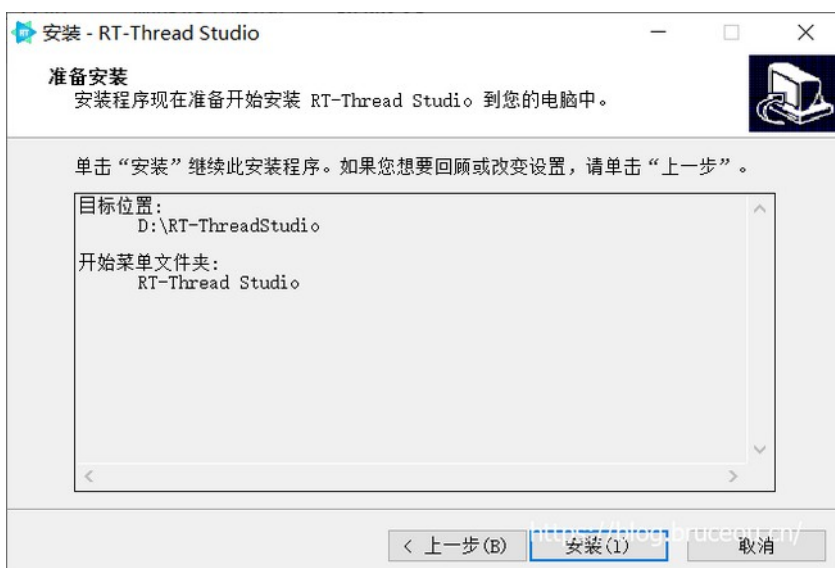 安装 - RT-Thread Studio
准备安装
安装程序现在准备开始安装 RT-Thread Studio 到您的电脑中。
单击“安装”继续此安装程序。如果您想要回顾或改变设置，请单击“上一步”。
目标位置:
D:\RT-ThreadStudio
开始菜单文件夹:
RT-Thread Studio
< 上一步(B)
安装(I)
取消
https://blog.bruceou.cn/